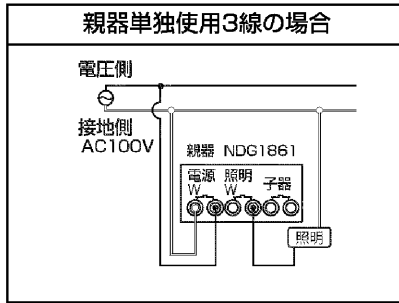 親器単独使用3線の場合
電圧側
接地側
AC100V
親器 NDG1861
電源 照明 子器
W W
照明